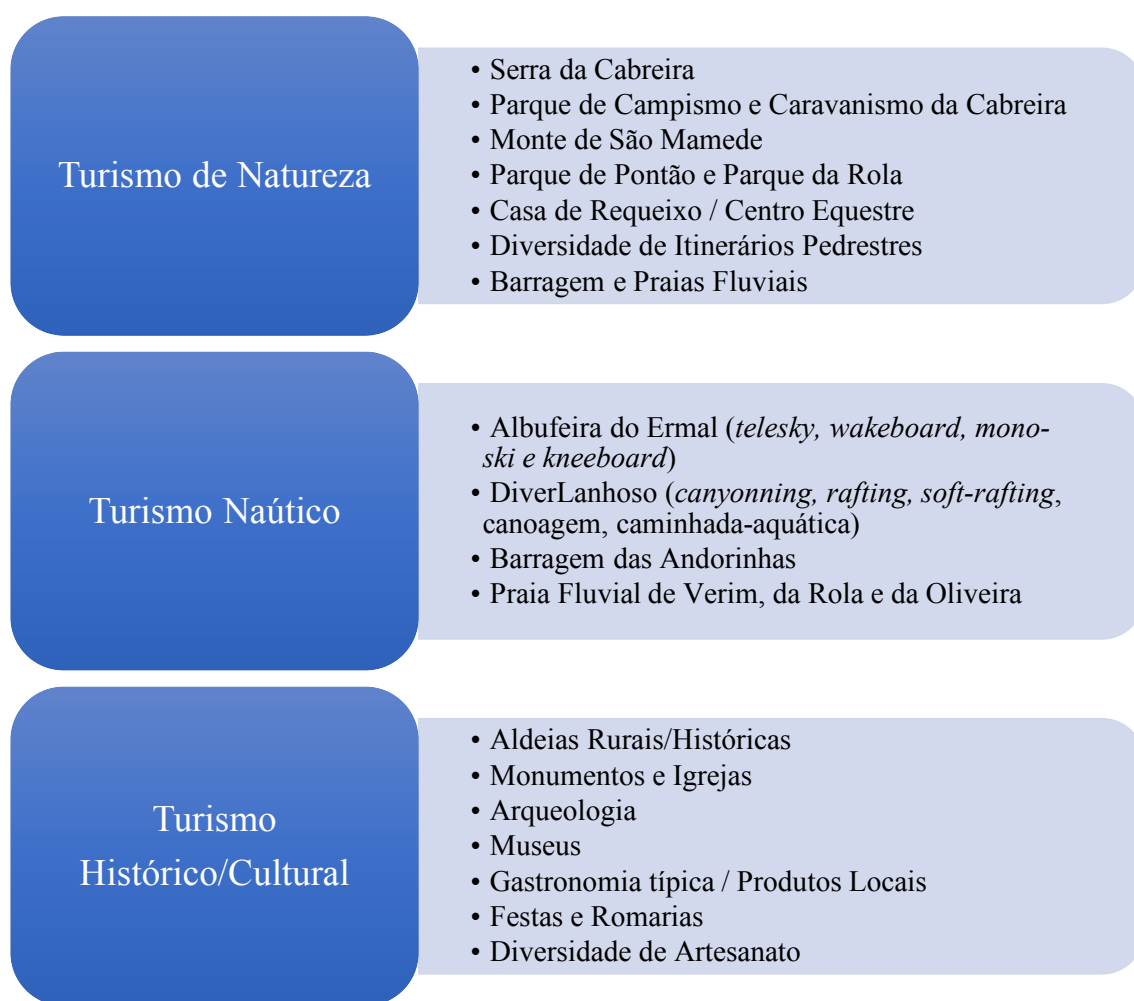 Turismo de Natureza
• Serra da Cabreira
• Parque de Campismo e Caravanismo da Cabreira
• Monte de São Mamede
• Parque de Pontão e Parque da Rola
• Casa de Requeixo / Centro Equestre
• Diversidade de Itinerários Pedrestres
• Barragem e Praias Fluviais
Turismo Naútico
• Albufeira do Ermal (telesky, wakeboard, mono-
ski e kneeboard)
• DiverLanhoso (canyonning, rafting, soft-rafting,
canoagem, caminhada-aquática)
• Barragem das Andorinhas
• Praia Fluvial de Verim, da Rola e da Oliveira
Turismo
Histórico/Cultural
• Aldeias Rurais/Históricas
• Monumentos e Igrejas
• Arqueologia
• Museus
• Gastronomia típica / Produtos Locais
• Festas e Romarias
• Diversidade de Artesanato